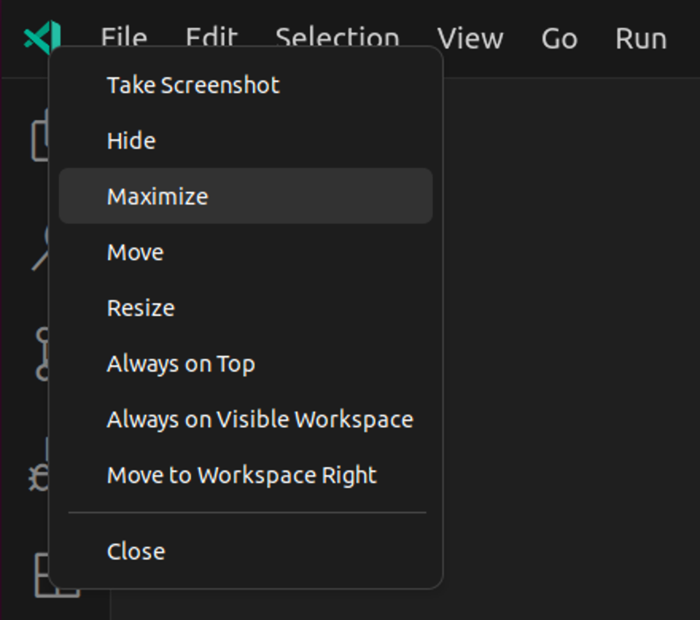 File Edit Selection View Go Run
Take Screenshot
Hide
Maximize
Move
Resize
Always on Top
Always on Visible Workspace
Move to Workspace Right
Close